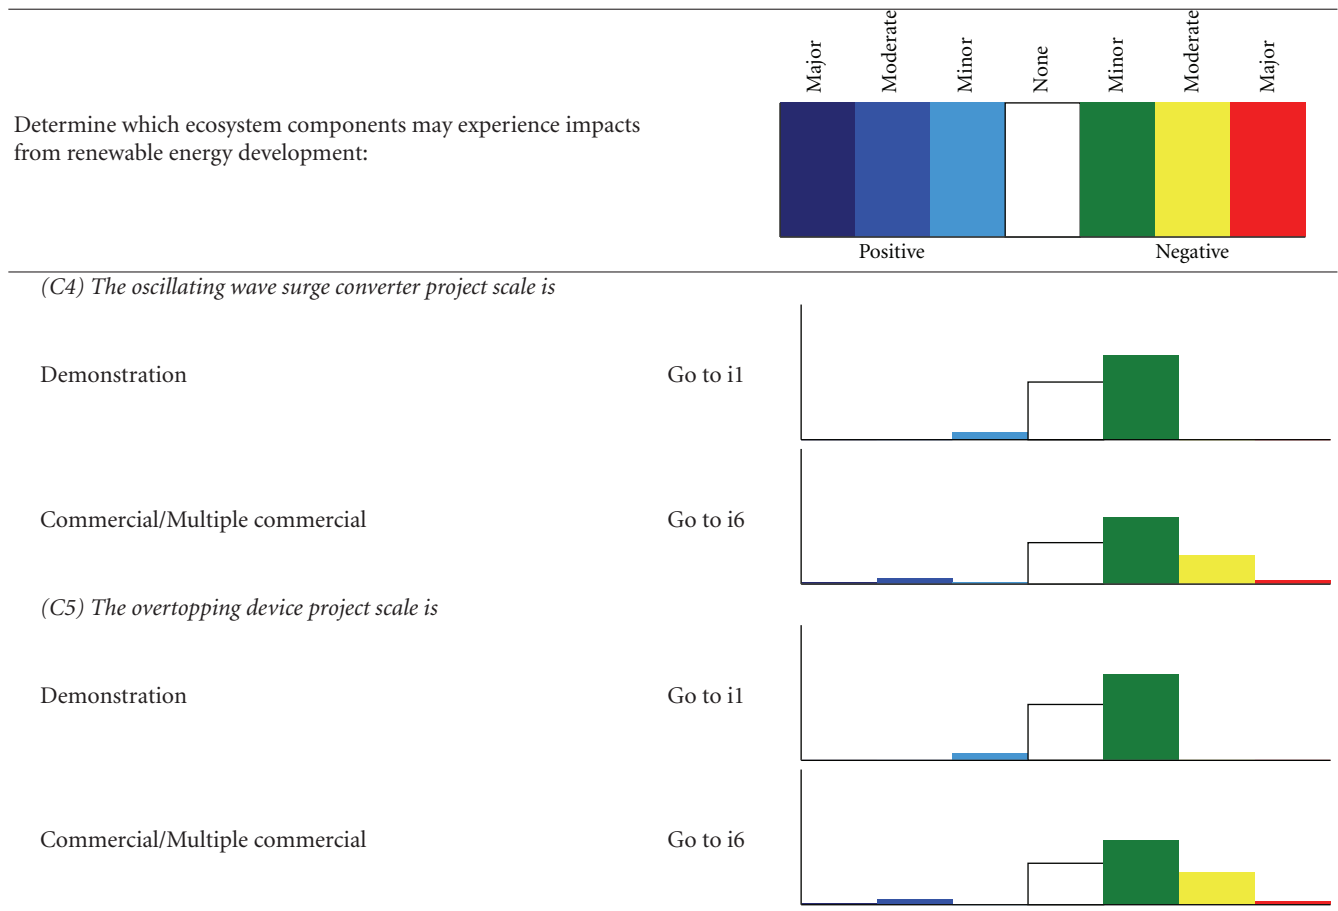 Major
Moderate
Minor
None
Minor
Moderate
Major
Determine which ecosystem components may experience impacts
from renewable energy development:
Positive
Negative
(C4) The oscillating wave surge converter project scale is
Demonstration
Go to i1
Commercial/Multiple commercial
Go to i6
(C5) The overtopping device project scale is
Demonstration
Go to i1
Commercial/Multiple commercial
Go to i6